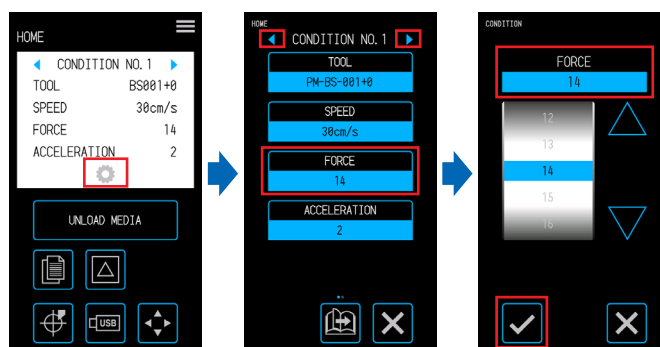 HOME
CONDITION NO. 1
TOOL BS001+0
SPEED 30cm/s
FORCE 14
ACCELERATION 2
UNLOAD MEDIA
USB
HOME
CONDITION NO. 1
TOOL
PM-BS-001+0
SPEED
30cm/s
FORCE
14
ACCELERATION
2
CONDITION
FORCE
14
12
13
14
15
16